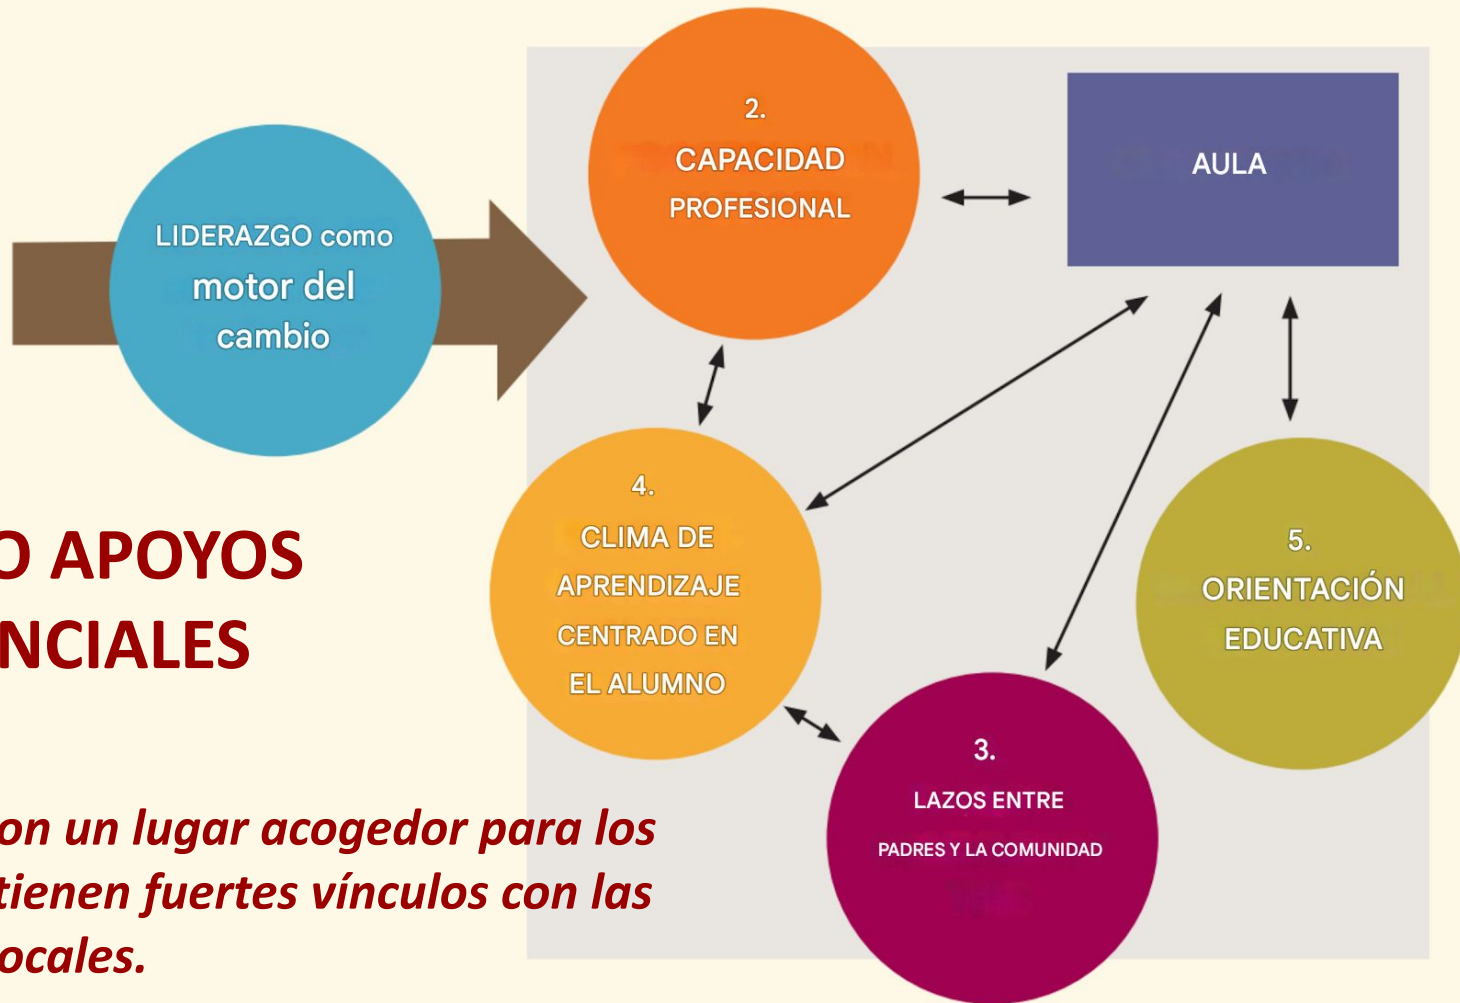 2.
CAPACIDAD
PROFESIONAL
AULA
LIDERAZGO como
motor del
cambio
4.
CLIMA DE
APRENDIZAJE
CENTRADO EN
EL ALUMNO
5.
ORIENTACIÓN
EDUCATIVA
3.
LAZOS ENTRE
PADRES Y LA COMUNIDAD
O APOYOS
NCIALES
on un lugar acogedor para los
tienen fuertes vínculos con las
ocales.